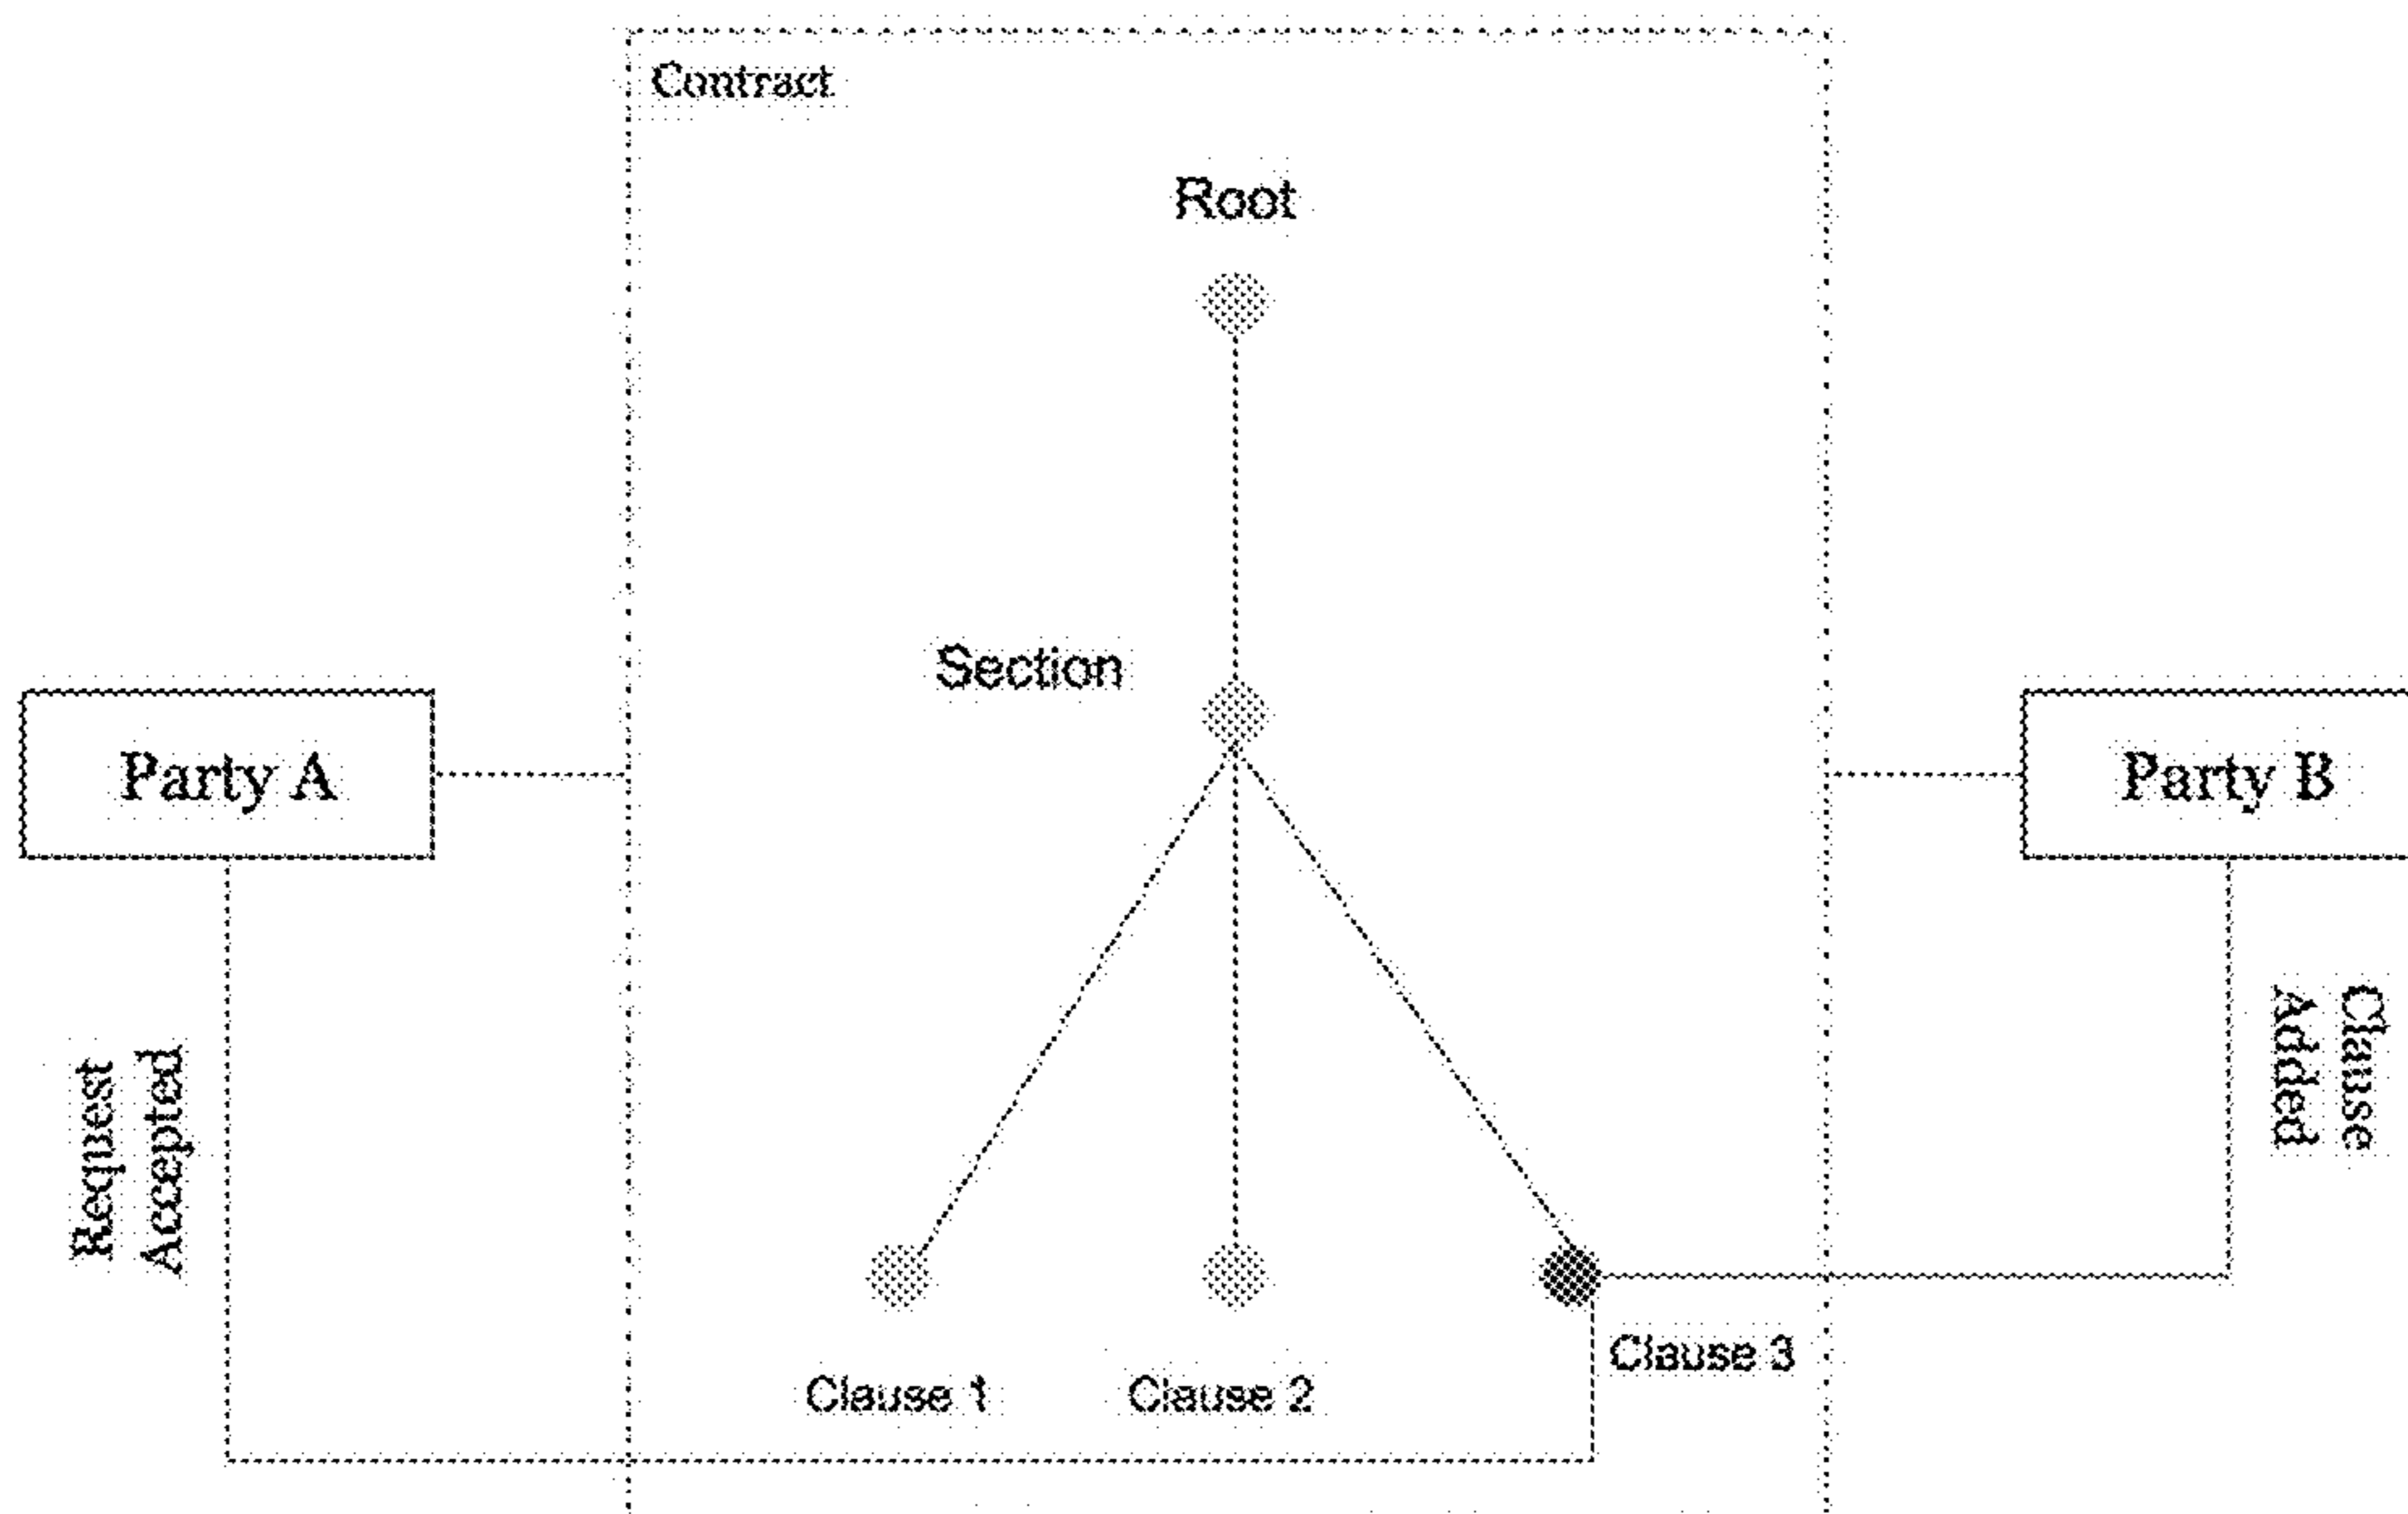 Contract
Root
Section
Party A
Party B
Request
Accepted
Clause
Added
Clause 1
Clause 2
Clause 3